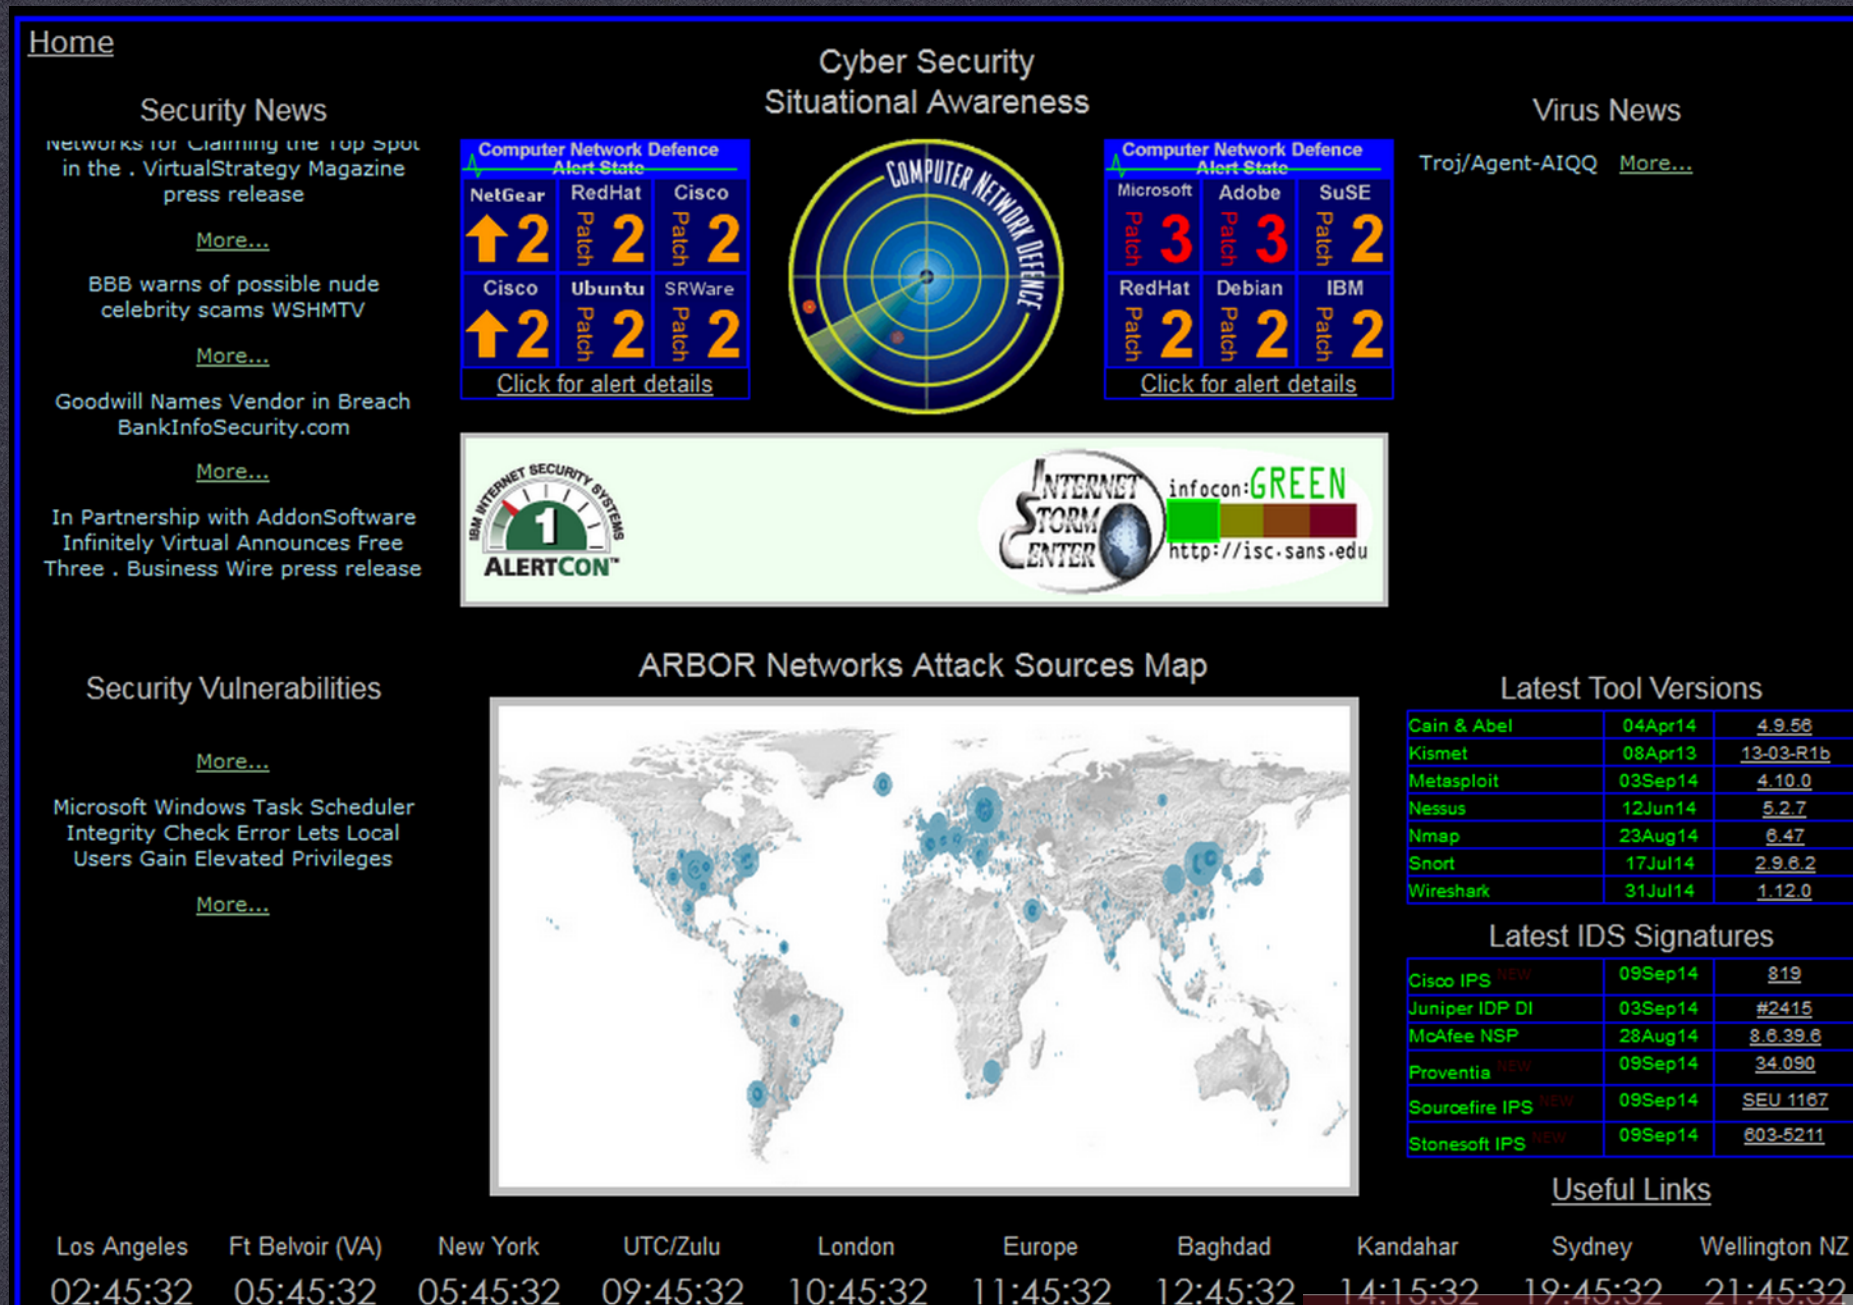 Home
Cyber Security
Situational Awareness
Security News
Networks for Claiming the Top Spot
in the . VirtualStrategy Magazine
press release
More...
BBB warns of possible nude
celebrity scams WSHMTV
More...
Goodwill Names Vendor in Breach
BankInfoSecurity.com
More...
In Partnership with AddonSoftware
Infinitely Virtual Announces Free
Three . Business Wire press release
Computer Network Defence
Alert State
NetGear RedHat Cisco
2 Patch 2 Patch 2
Cisco Ubuntu SRWare
2 Patch 2 Patch 2
Click for alert details
COMPUTER NETWORK DEFENCE
Computer Network Defence
Alert State
Microsoft Adobe SuSE
Patch 3 Patch 3 Patch 2
RedHat Debian IBM
Patch 2 Patch 2 Patch 2
Click for alert details
Virus News
Troj/Agent-AIQQ More...
IBM INTERNET SECURITY SYSTEMS
1
ALERTCON™
INTERNET
STORM
CENTER
infocon:GREEN
http://isc.sans.edu
Security Vulnerabilities
More...
Microsoft Windows Task Scheduler
Integrity Check Error Lets Local
Users Gain Elevated Privileges
More...
ARBOR Networks Attack Sources Map
Latest Tool Versions
Cain & Abel 04Apr14 4.9.56
Kismet 08Apr13 13-03-R1b
Metasploit 03Sep14 4.10.0
Nessus 12Jun14 5.2.7
Nmap 23Aug14 6.47
Snort 17Jul14 2.9.6.2
Wireshark 31Jul14 1.12.0
Latest IDS Signatures
Cisco IPS NEW 09Sep14 819
Juniper IDP DI 03Sep14 #2415
McAfee NSP 28Aug14 8.6.39.6
Proventia NEW 09Sep14 34.090
Sourcefire IPS NEW 09Sep14 SEU 1167
Stonesoft IPS NEW 09Sep14 603-5211
Useful Links
Los Angeles Ft Belvoir (VA) New York UTC/Zulu London Europe Baghdad Kandahar Sydney Wellington NZ
02:45:32 05:45:32 05:45:32 09:45:32 10:45:32 11:45:32 12:45:32 14:15:32 19:45:32 21:45:32